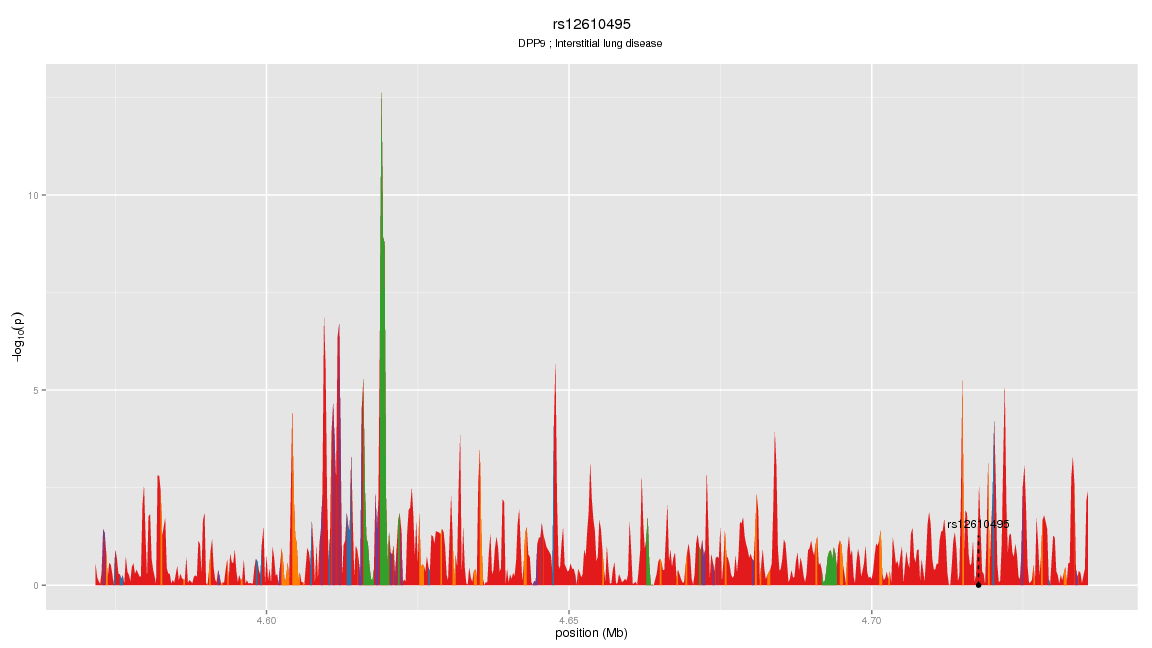 rs12610495
DPP9 ; Interstitial lung disease
−log10(p)
10
5
0
rs12610495
4.60
4.65
4.70
position (Mb)